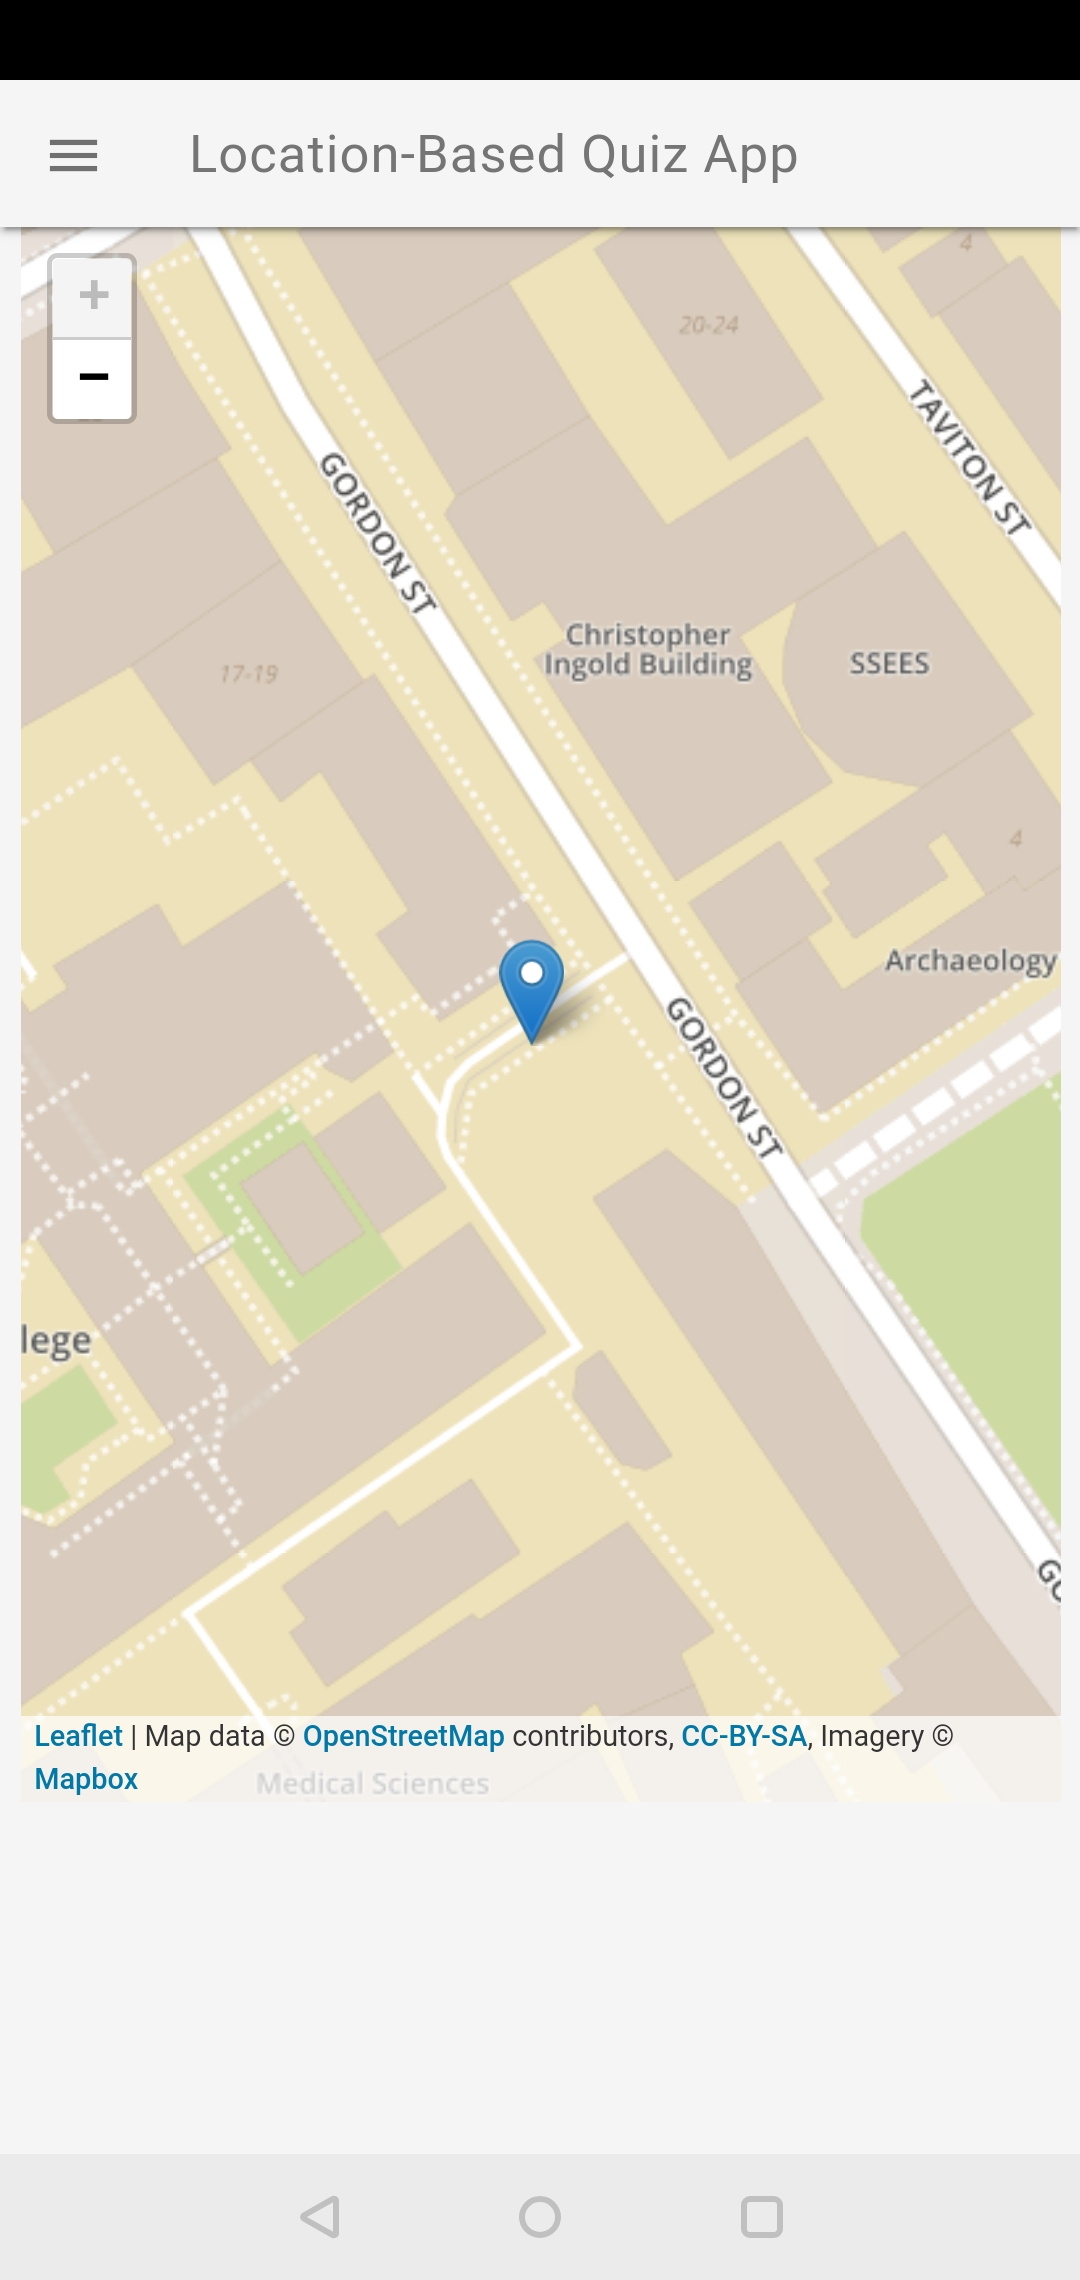 Location-Based Quiz App
+
4
20-24
−
TAVITON ST
GORDON ST
Christopher
Ingold Building
SSEES
17-19
4
Archaeology
GORDON ST
lege
GO
Leaflet | Map data © OpenStreetMap contributors, CC-BY-SA, Imagery ©
Mapbox
Medical Sciences